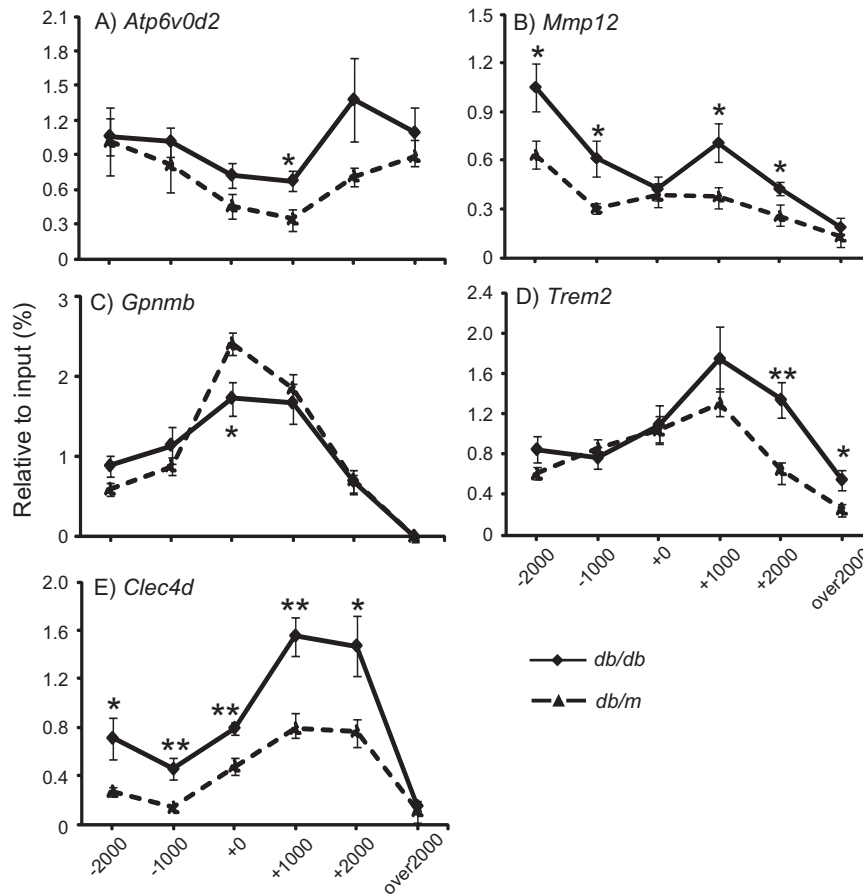 A) Atp6v0d2
2.1
1.8
1.5
1.2
0.9
0.6
0.3
0
*
B) Mmp12
1.5
1.2
0.9
0.6
0.3
0
* * * *
Relative to input (%)
C) Gpnmb
3
2
1
0
*
D) Trem2
2.4
2.0
1.6
1.2
0.8
0.4
0
** *
-2000 -1000 +0 +1000 +2000 over2000
E) Clec4d
2.0
1.6
1.2
0.8
0.4
0
* ** ** ** *
-2000 -1000 +0 +1000 +2000 over2000
db/db
db/m